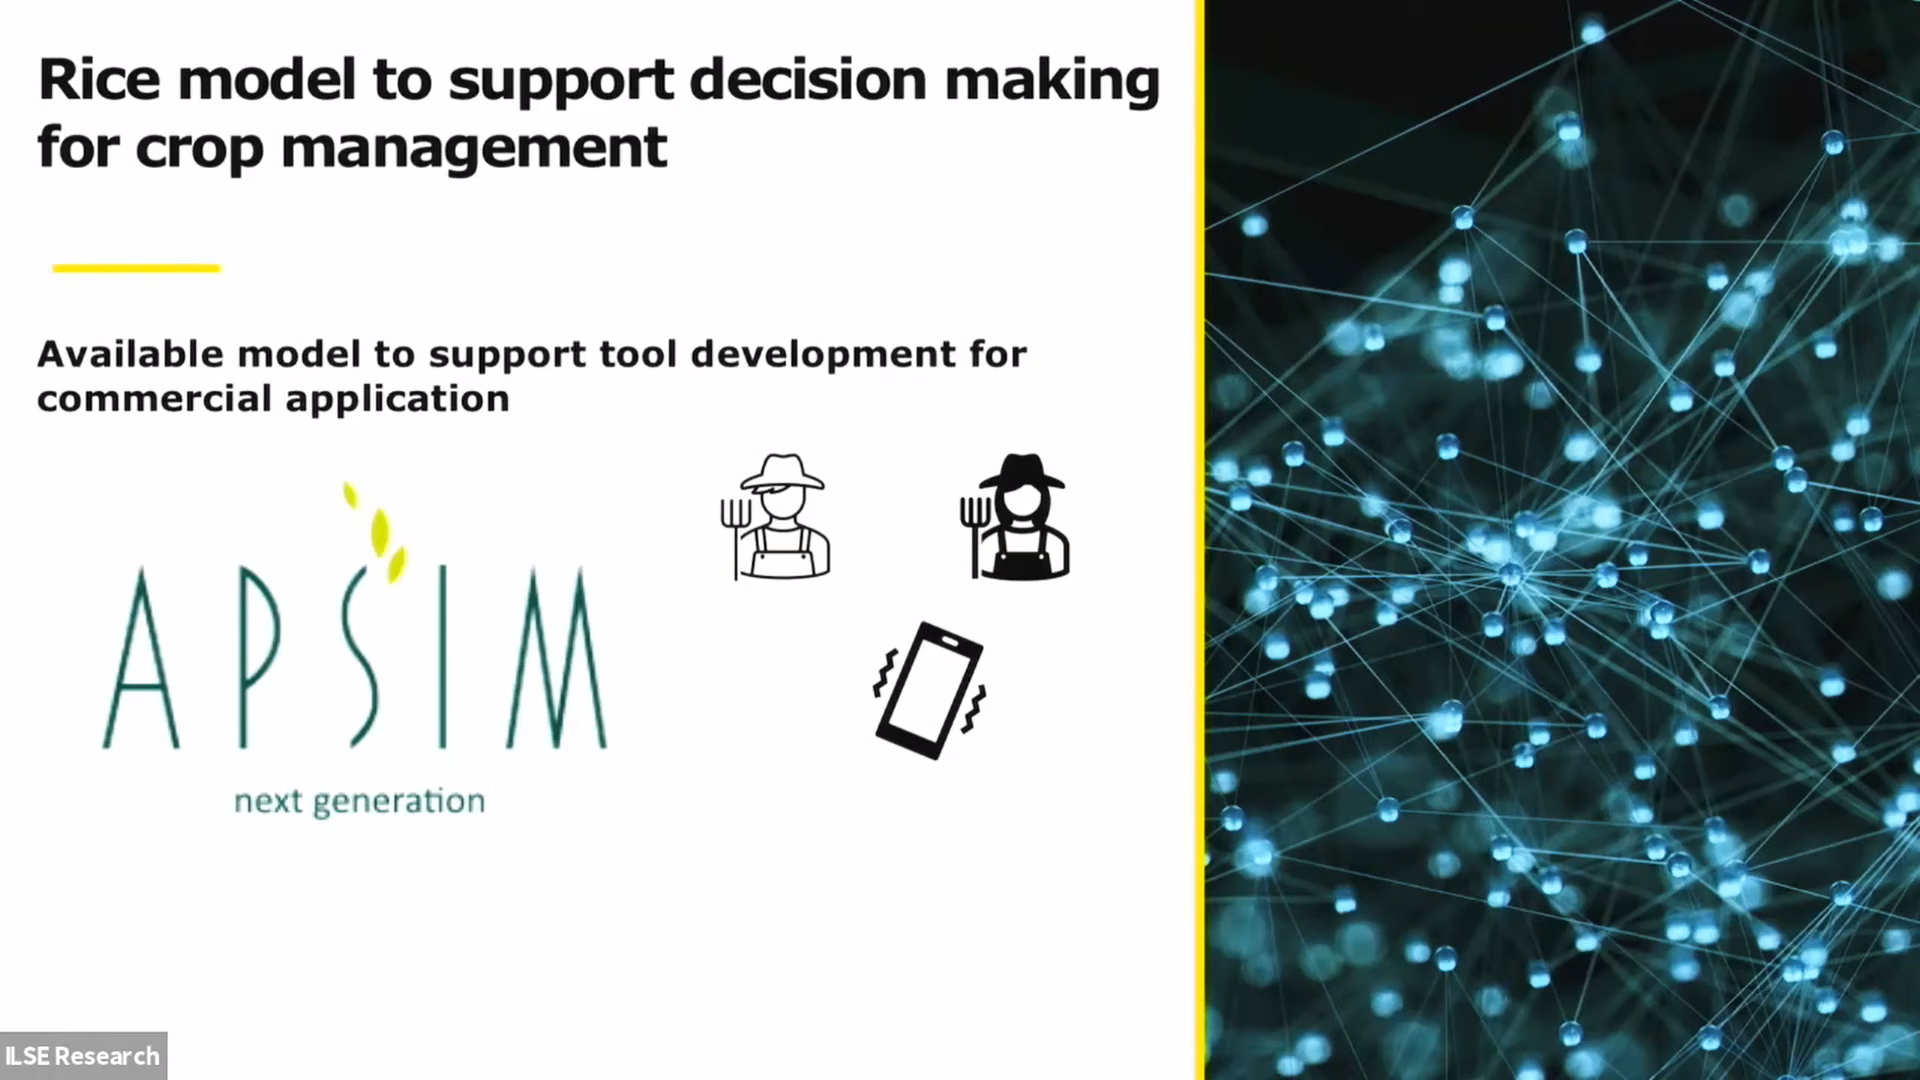 Rice model to support decision making
for crop management
Available model to support tool development for
commercial application
APSIM
next generation
ILSE Research